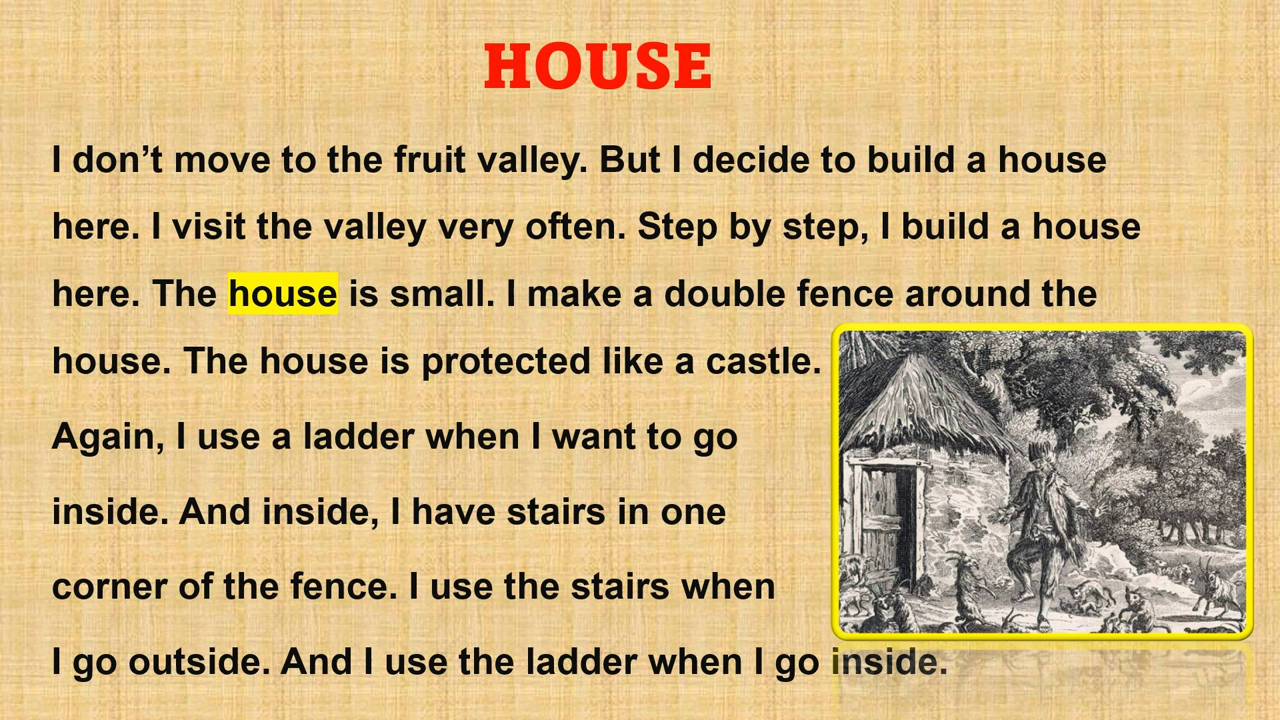 HOUSE
I don’t move to the fruit valley. But I decide to build a house
here. I visit the valley very often. Step by step, I build a house
here. The house is small. I make a double fence around the
house. The house is protected like a castle.
Again, I use a ladder when I want to go
inside. And inside, I have stairs in one
corner of the fence. I use the stairs when
I go outside. And I use the ladder when I go inside.